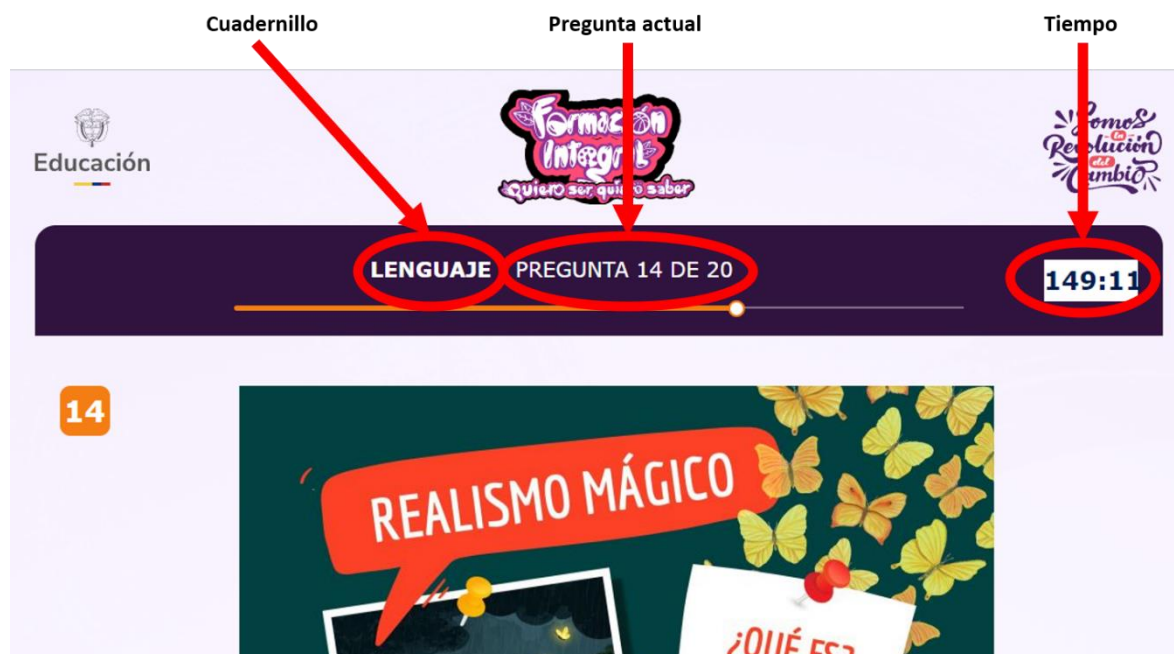 Cuadernillo Pregunta actual Tiempo
Educación
Formación
Integral
Quiero ser, quiero saber
Somos
la
Revolución
del
Cambio
LENGUAJE PREGUNTA 14 DE 20
149:11
14
REALISMO MÁGICO
¿QUÉ ES?